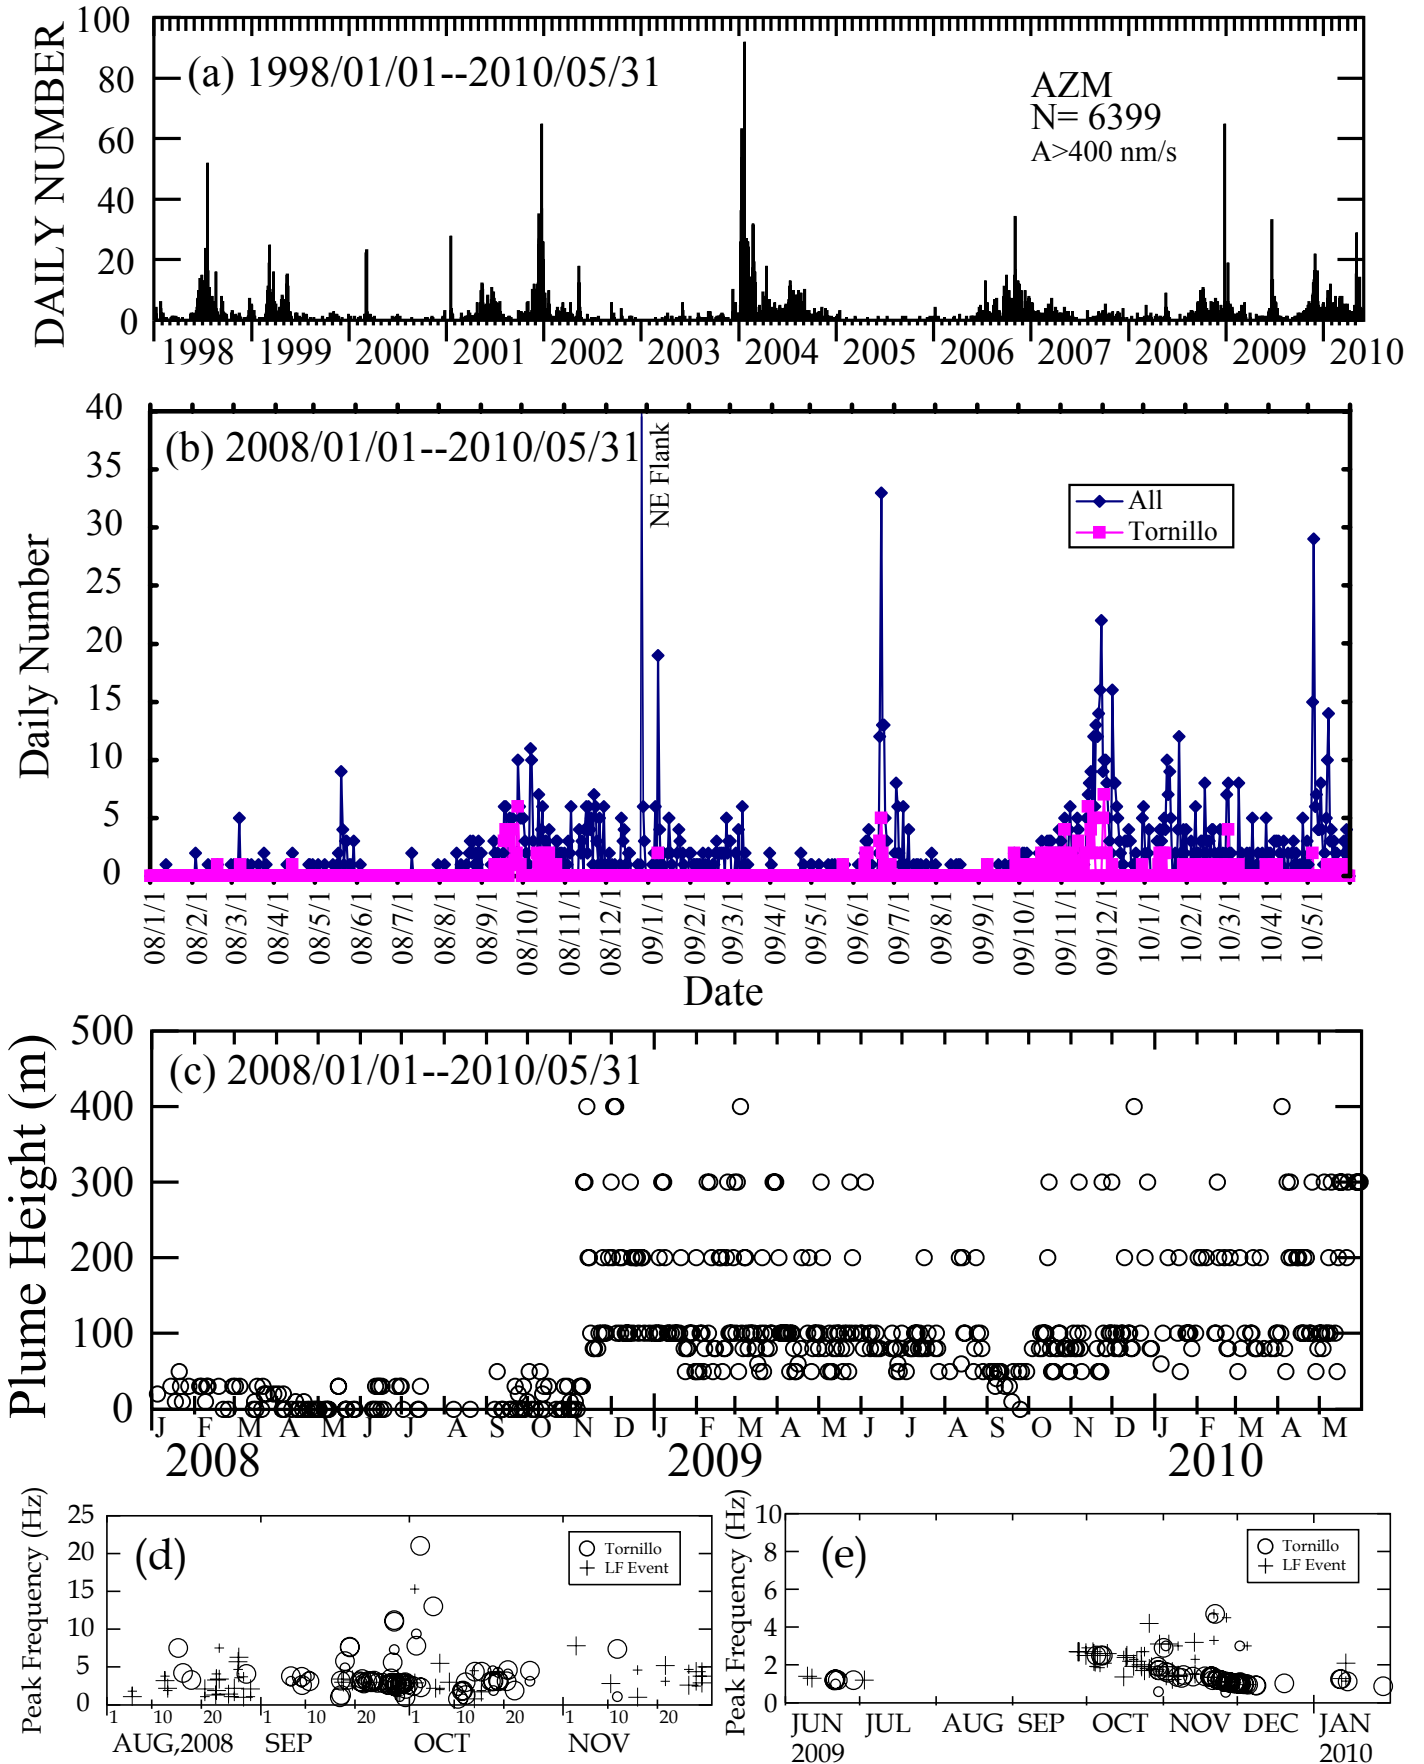 DAILY NUMBER
100
80
60
40
20
0
(a) 1998/01/01--2010/05/31
AZM
N= 6399
A>400 nm/s
1998 1999 2000 2001 2002 2003 2004 2005 2006 2007 2008 2009 2010
Daily Number
40
35
30
25
20
15
10
5
0
(b) 2008/01/01--2010/05/31
NE Flank
All
Tornillo
08/1/1 08/2/1 08/3/1 08/4/1 08/5/1 08/6/1 08/7/1 08/8/1 08/9/1 08/10/1 08/11/1 08/12/1 09/1/1 09/2/1 09/3/1 09/4/1 09/5/1 09/6/1 09/7/1 09/8/1 09/9/1 09/10/1 09/11/1 09/12/1 10/1/1 10/2/1 10/3/1 10/4/1 10/5/1
Date
Plume Height (m)
500
400
300
200
100
0
(c) 2008/01/01--2010/05/31
J F M A M J J A S O N D J F M A M J J A S O N D J F M A M
2008 2009 2010
Peak Frequency (Hz)
25
20
15
10
5
0
(d)
Tornillo
LF Event
1 10 20 1 10 20 1 10 20 1 10 20
AUG,2008 SEP OCT NOV
Peak Frequency (Hz)
10
8
6
4
2
0
(e)
Tornillo
LF Event
JUN JUL AUG SEP OCT NOV DEC JAN
2009 2010